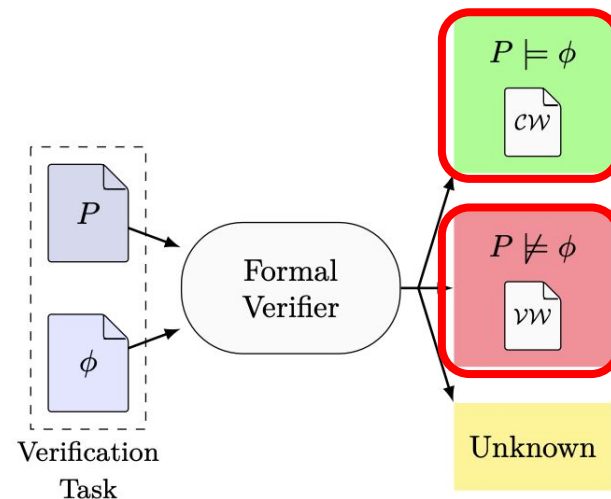 P ⊨ φ
𝒞𝒲
P
Formal
Verifier
P ⊭ φ
𝒱𝒲
φ
Verification
Task
Unknown